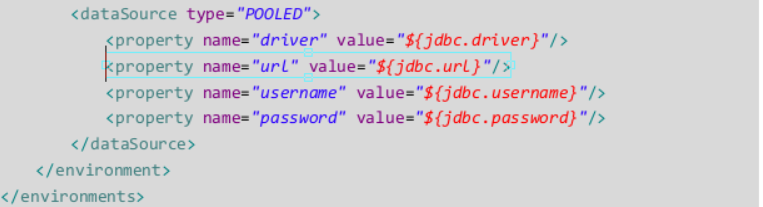 <dataSource type="POOLED">
<property name="driver" value="${jdbc.driver}"/>
<property name="url" value="${jdbc.url}"/>
<property name="username" value="${jdbc.username}"/>
<property name="password" value="${jdbc.password}"/>
</dataSource>
</environment>
</environments>